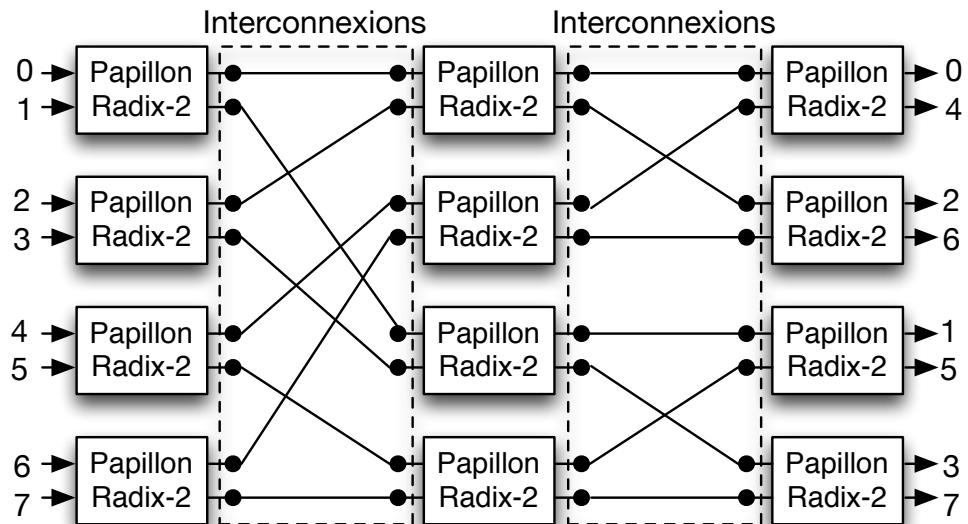 Interconnexions Interconnexions
0 Papillon Papillon Papillon 0
1 Radix-2 Radix-2 Radix-2 4
2 Papillon Papillon Papillon 2
3 Radix-2 Radix-2 Radix-2 6
4 Papillon Papillon Papillon 1
5 Radix-2 Radix-2 Radix-2 5
6 Papillon Papillon Papillon 3
7 Radix-2 Radix-2 Radix-2 7